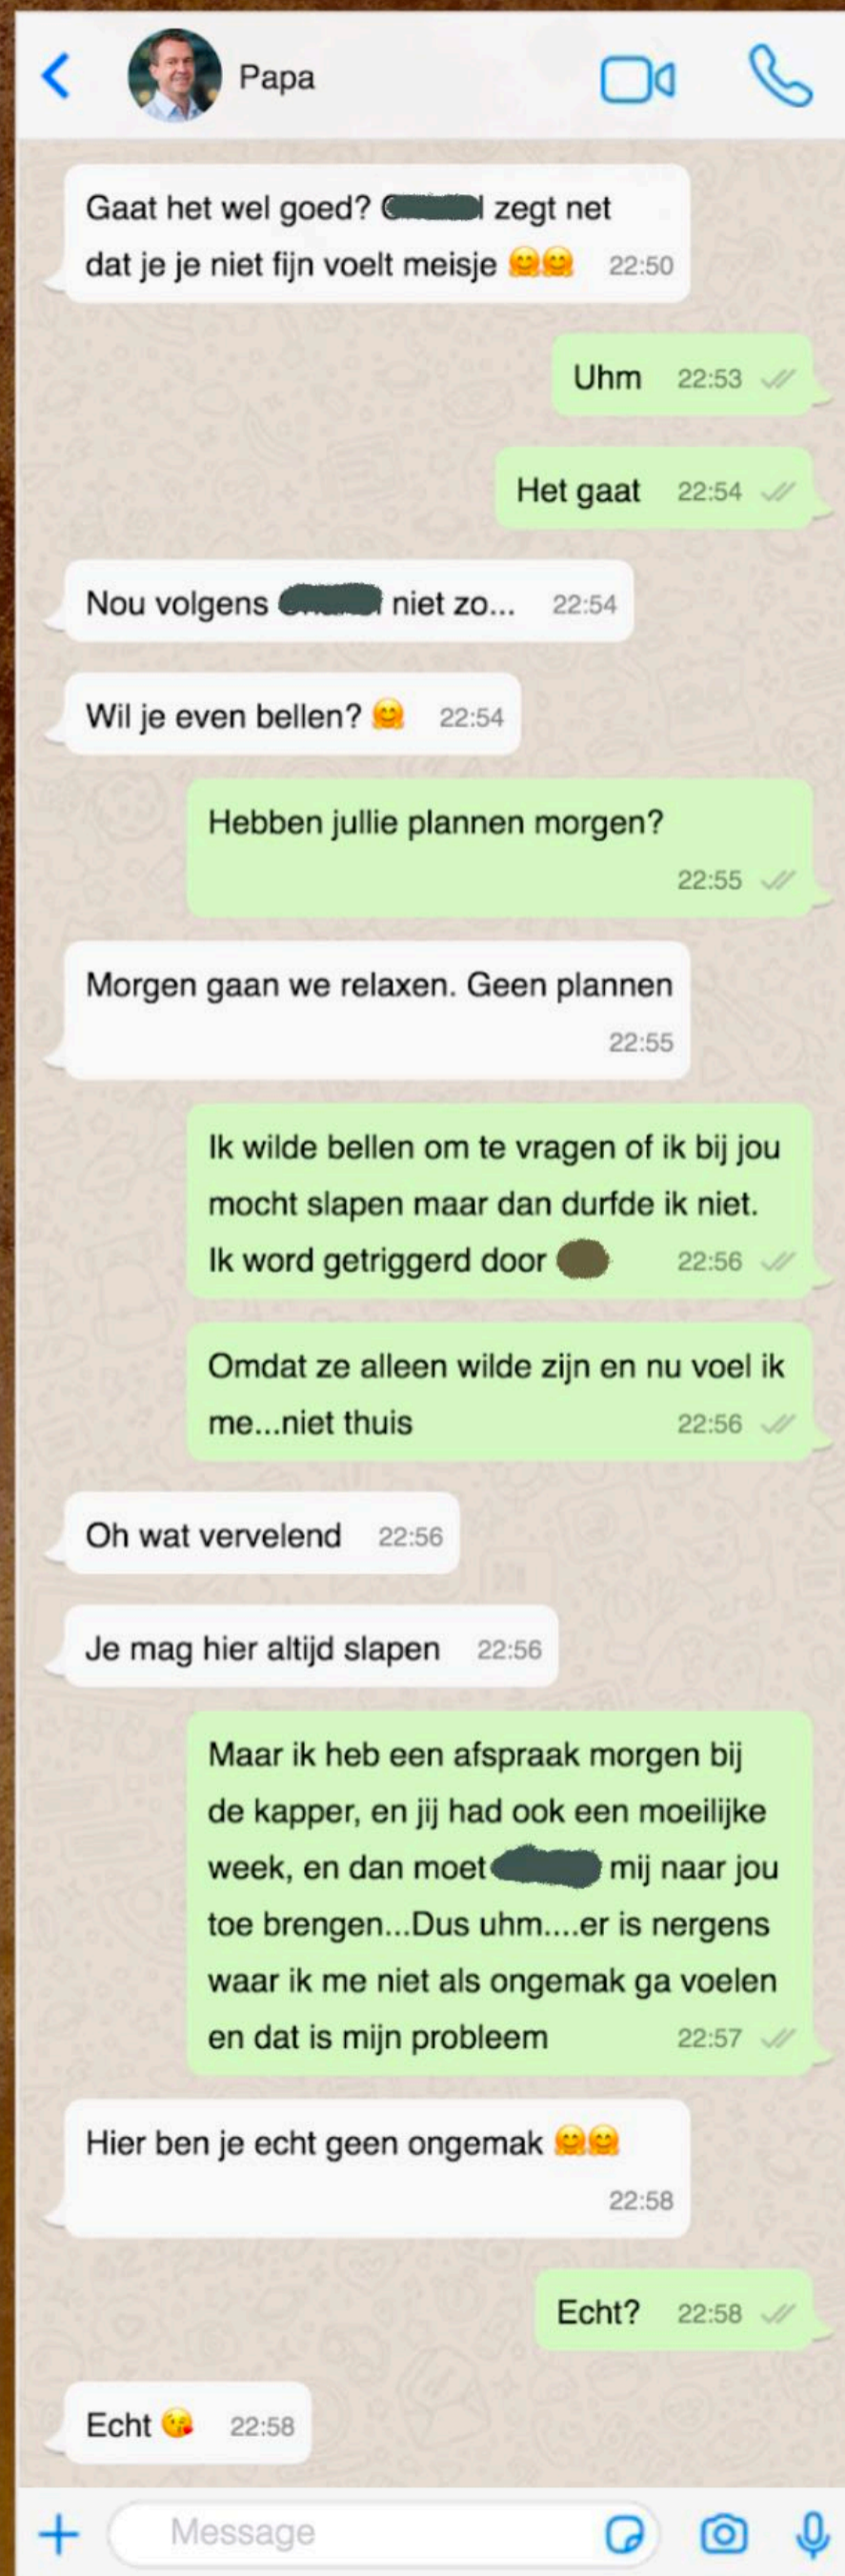 Papa
Gaat het wel goed? zegt net
dat je je niet fijn voelt meisje 🤗🤗 22:50
Uhm 22:53
Het gaat 22:54
Nou volgens niet zo... 22:54
Wil je even bellen? 🤗 22:54
Hebben jullie plannen morgen?
22:55
Morgen gaan we relaxen. Geen plannen
22:55
Ik wilde bellen om te vragen of ik bij jou
mocht slapen maar dan durfde ik niet.
Ik word getriggerd door 22:56
Omdat ze alleen wilde zijn en nu voel ik
me...niet thuis 22:56
Oh wat vervelend 22:56
Je mag hier altijd slapen 22:56
Maar ik heb een afspraak morgen bij
de kapper, en jij had ook een moeilijke
week, en dan moet mij naar jou
toe brengen...Dus uhm....er is nergens
waar ik me niet als ongemak ga voelen
en dat is mijn probleem 22:57
Hier ben je echt geen ongemak 🤗🤗
22:58
Echt? 22:58
Echt 😘 22:58
Message